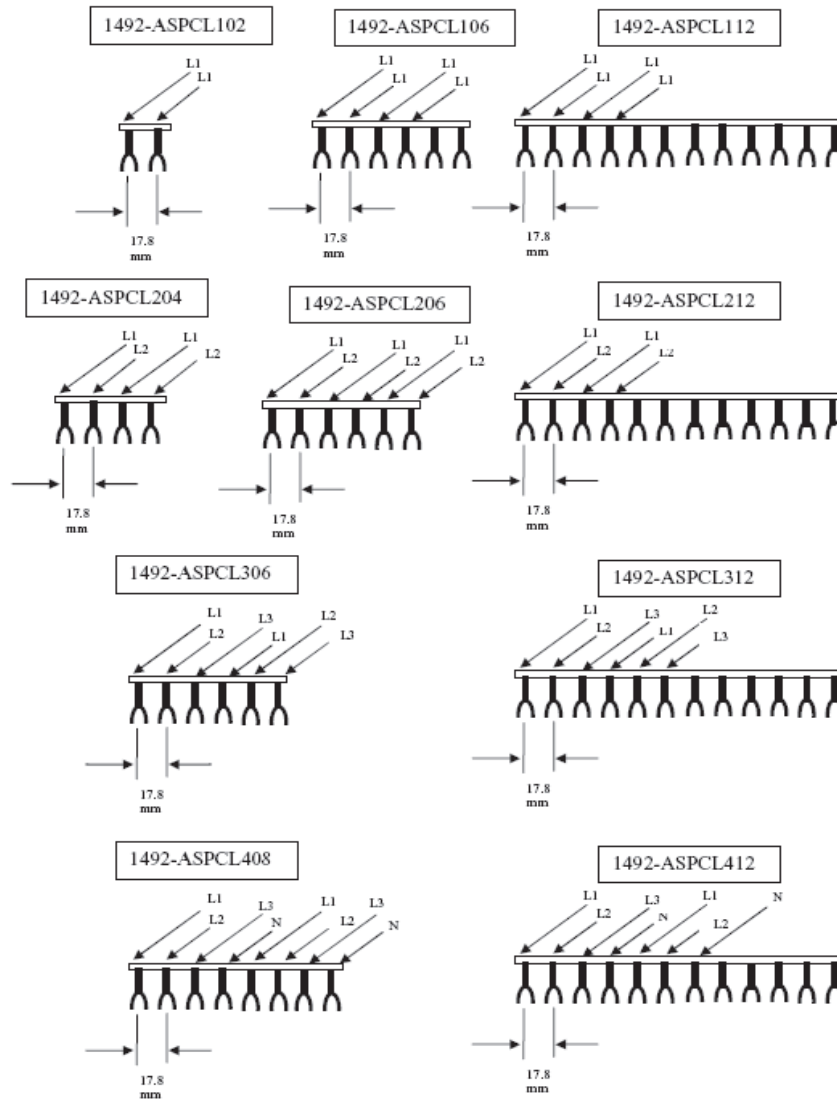 1492-ASPCL102
1492-ASPCL106
1492-ASPCL112
L1
L1
L1
L1
L1
L1
L1
L1
L1
L1
17.8
mm
17.8
mm
17.8
mm
1492-ASPCL204
1492-ASPCL206
1492-ASPCL212
L1
L2
L1
L2
L1
L2
L1
L2
L1
L2
L1
L2
L1
L2
17.8
mm
17.8
mm
17.8
mm
1492-ASPCL306
1492-ASPCL312
L1
L2
L3
L1
L2
L3
L1
L2
L3
L1
L2
L3
17.8
mm
17.8
mm
1492-ASPCL408
1492-ASPCL412
L1
L2
L3
N
L1
L2
L3
N
L1
L2
L3
N
L1
L2
N
17.8
mm
17.8
mm